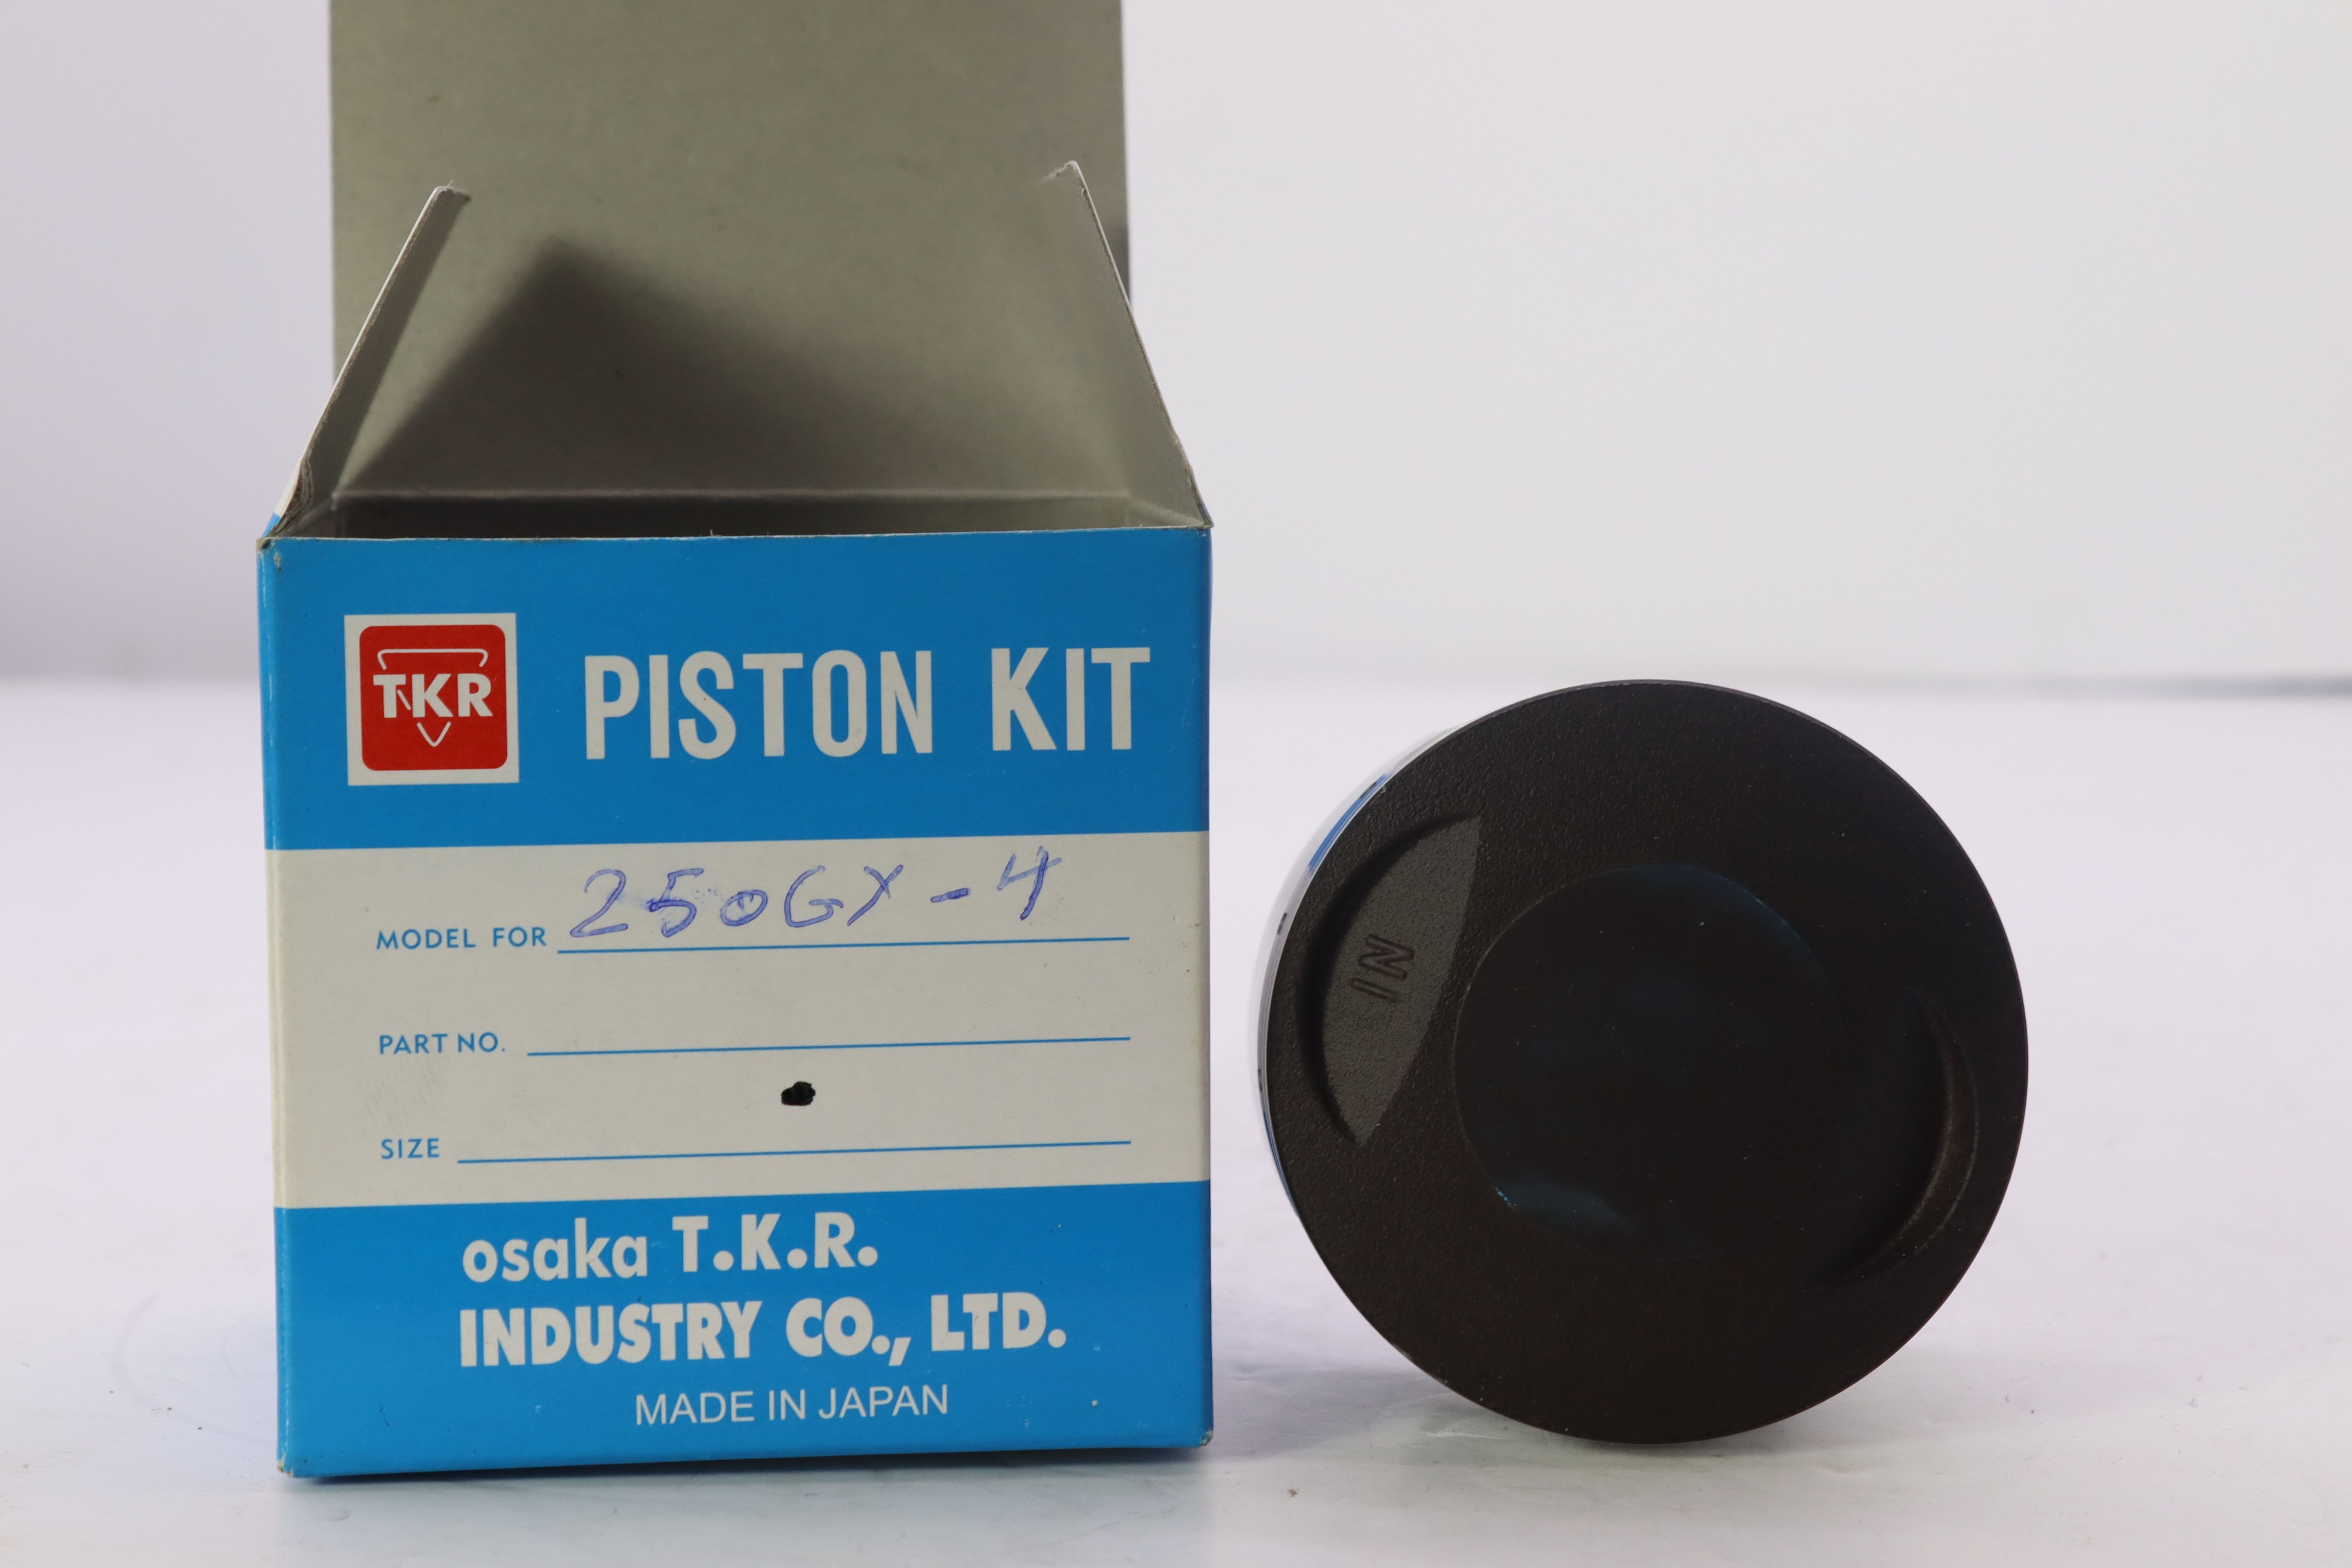 TKR
PISTON KIT
MODEL FOR 250GX-4
PART NO.
SIZE
osaka T.K.R.
INDUSTRY CO., LTD.
MADE IN JAPAN
IN